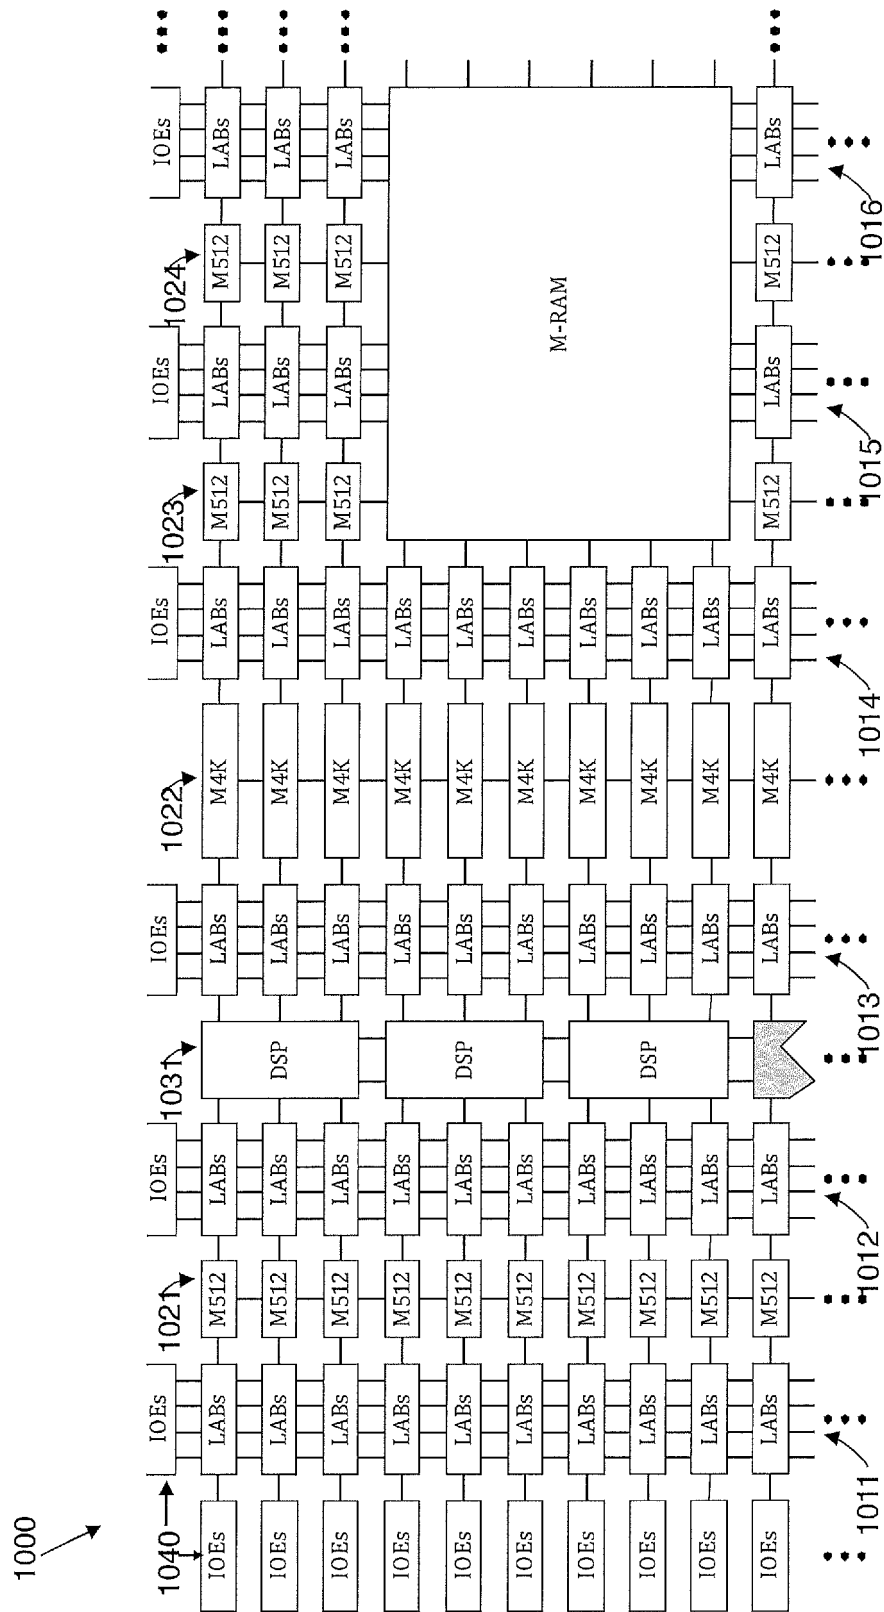 1000
1040 1021 1031 1022 1023 1024
IOEs IOEs IOEs IOEs IOEs IOEs
IOEs LABs M512 LABs LABs M4K LABs M512 LABs M512 LABs
IOEs LABs M512 LABs DSP LABs M4K LABs M512 LABs M512 LABs
IOEs LABs M512 LABs LABs M4K LABs M512 LABs M512 LABs
IOEs LABs M512 LABs LABs M4K LABs
IOEs LABs M512 LABs DSP LABs M4K LABs
IOEs LABs M512 LABs LABs M4K LABs
M-RAM
IOEs LABs M512 LABs LABs M4K LABs
IOEs LABs M512 LABs DSP LABs M4K LABs
IOEs LABs M512 LABs LABs M4K LABs
IOEs LABs M512 LABs LABs M4K LABs M512 LABs M512 LABs
1011 1012 1013 1014 1015 1016